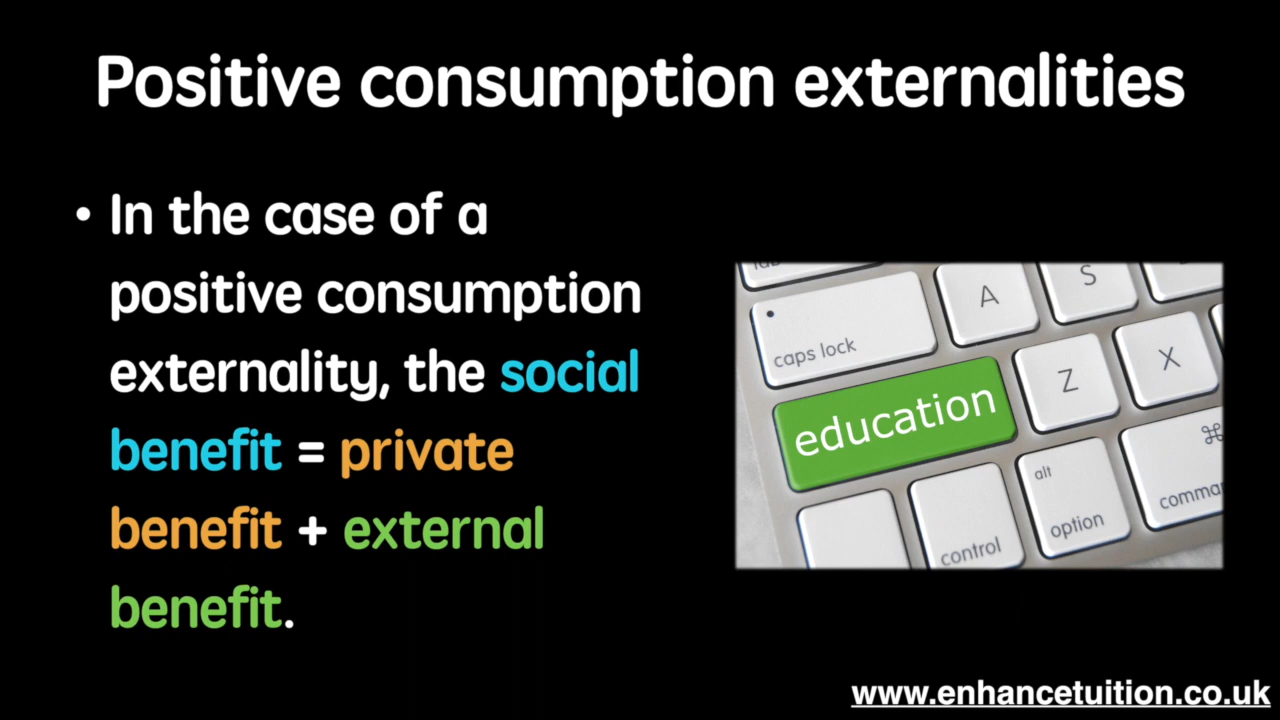 Positive consumption externalities
• In the case of a
positive consumption
externality, the social
benefit = private
benefit + external
benefit.
caps lock
A
S
education
Z
X
⌘
alt
option
comma
control
www.enhancetuition.co.uk